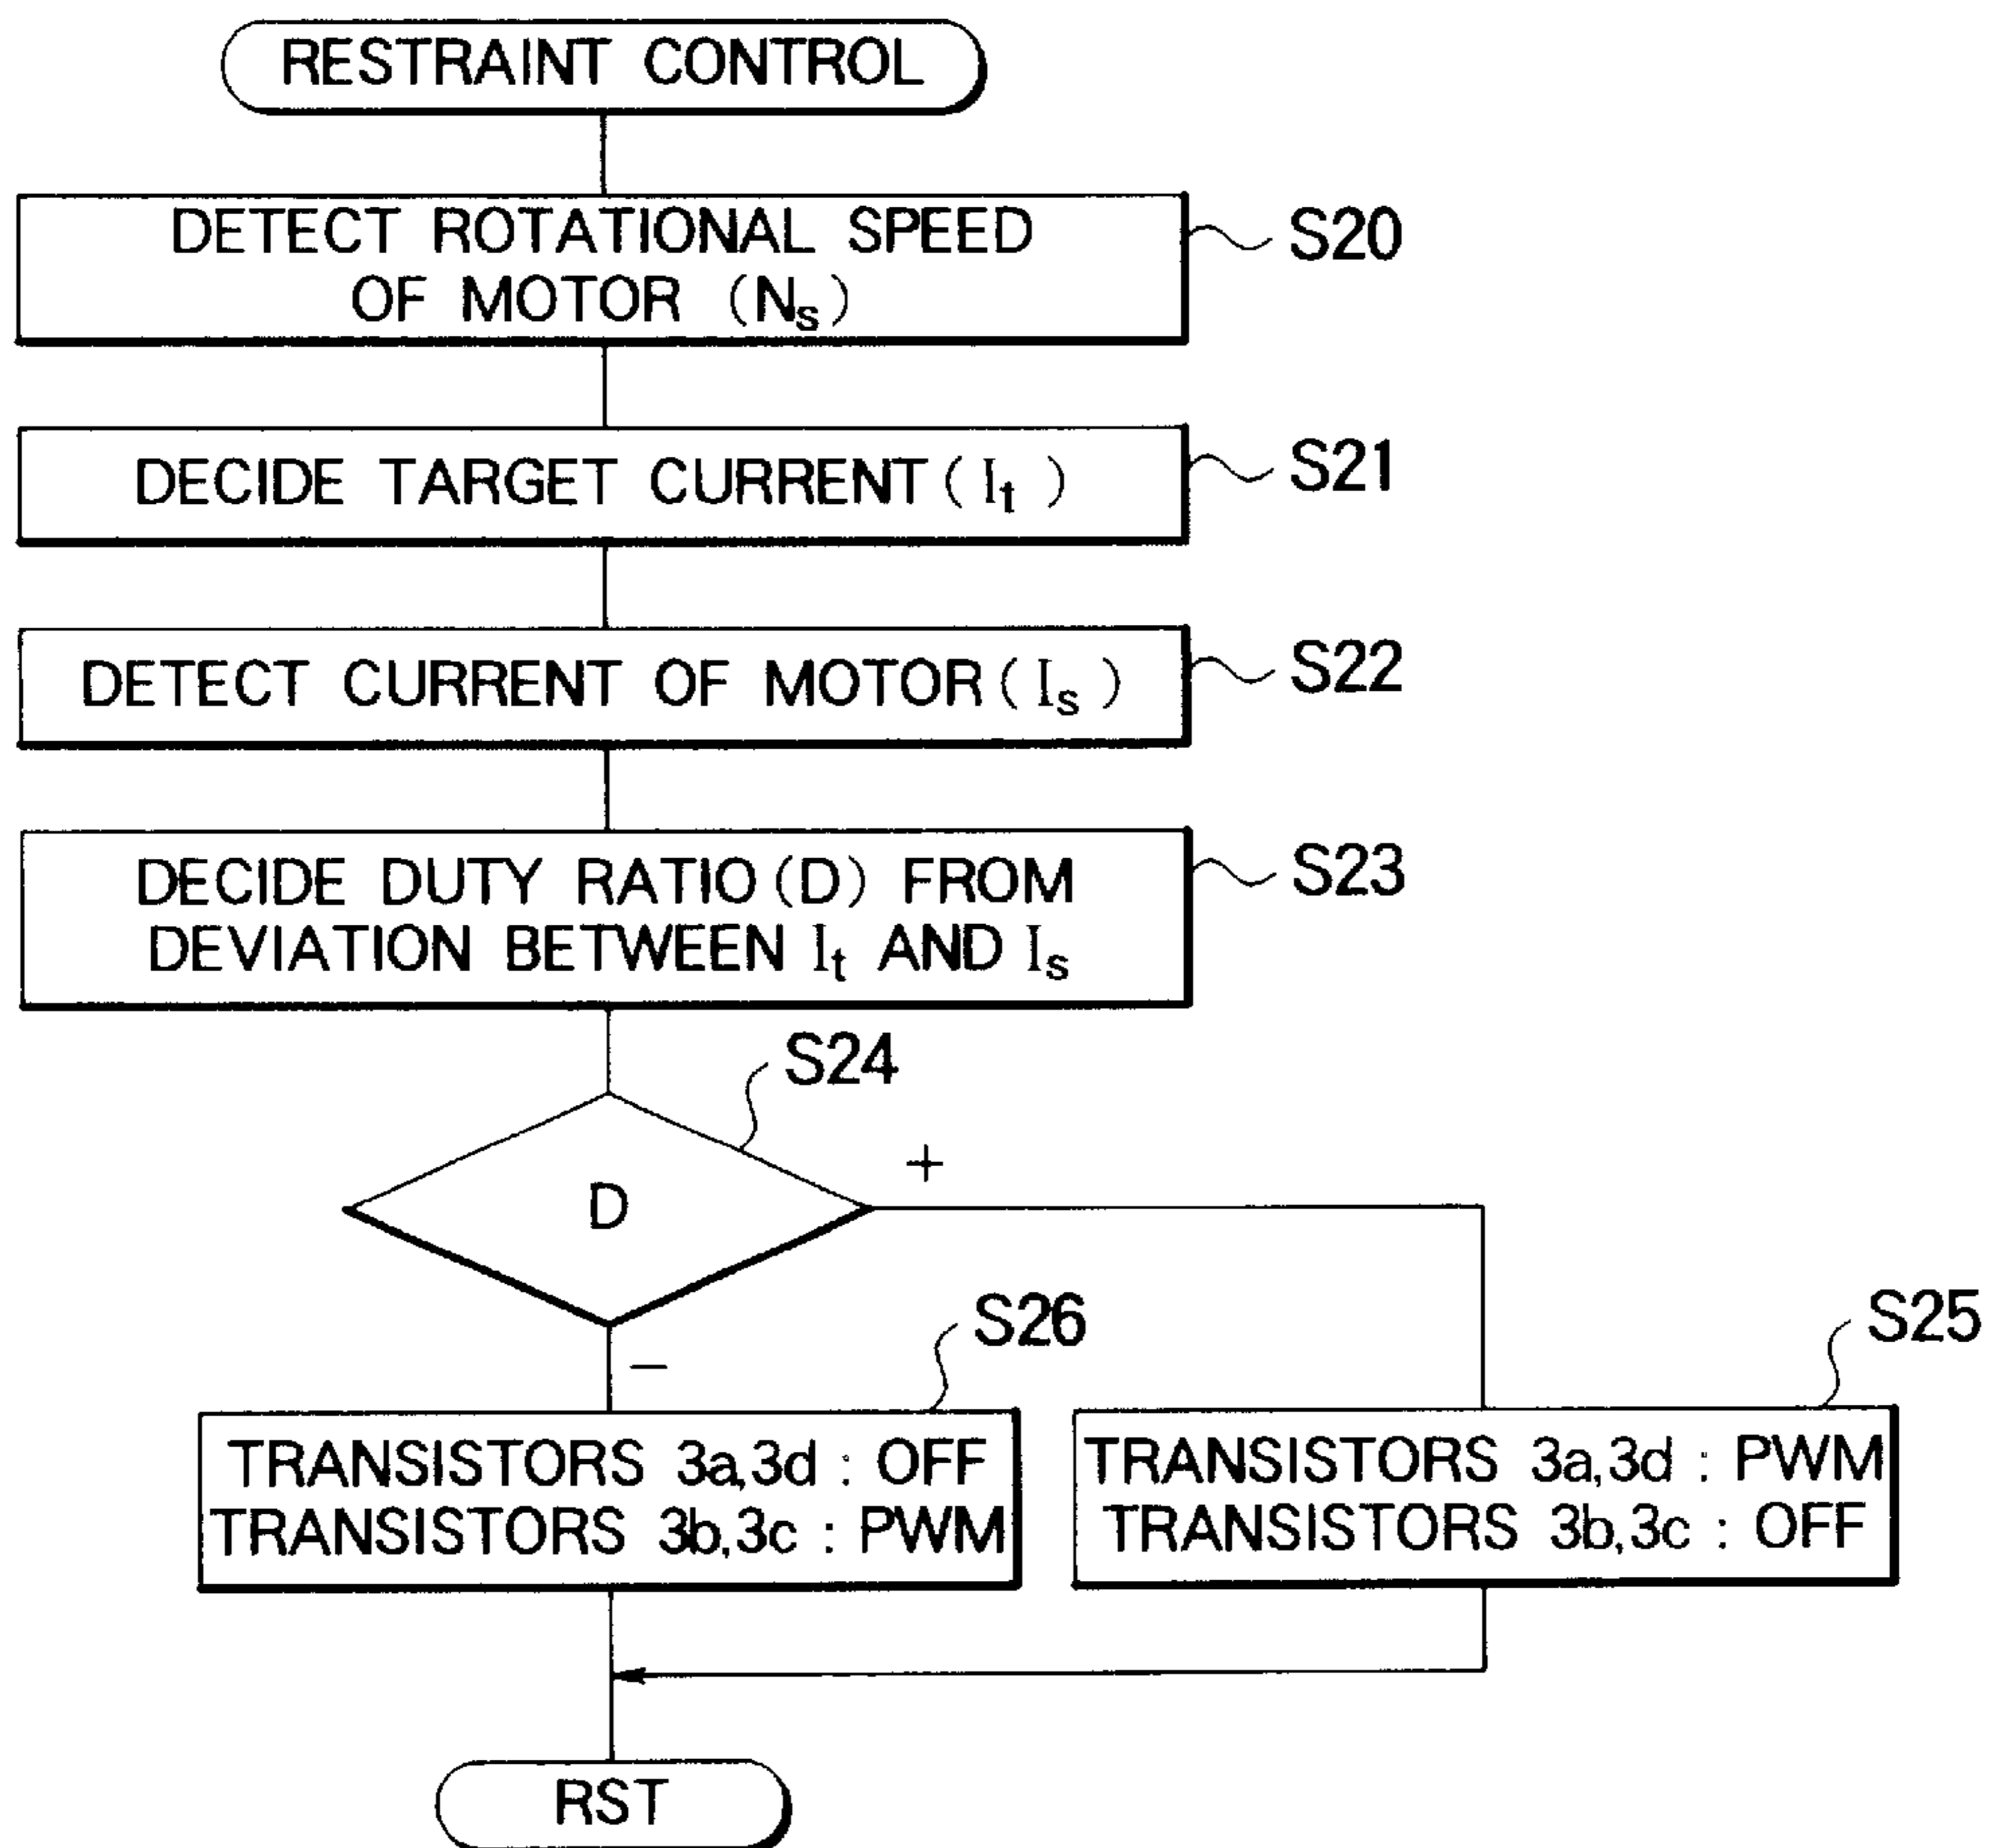 RESTRAINT CONTROL
DETECT ROTATIONAL SPEED
OF MOTOR (Ns)
S20
DECIDE TARGET CURRENT(It)
S21
DETECT CURRENT OF MOTOR(Is)
S22
DECIDE DUTY RATIO(D) FROM
DEVIATION BETWEEN It AND Is
S23
S24
D
+
−
S26
TRANSISTORS 3a,3d : OFF
TRANSISTORS 3b,3c : PWM
S25
TRANSISTORS 3a,3d : PWM
TRANSISTORS 3b,3c : OFF
RST